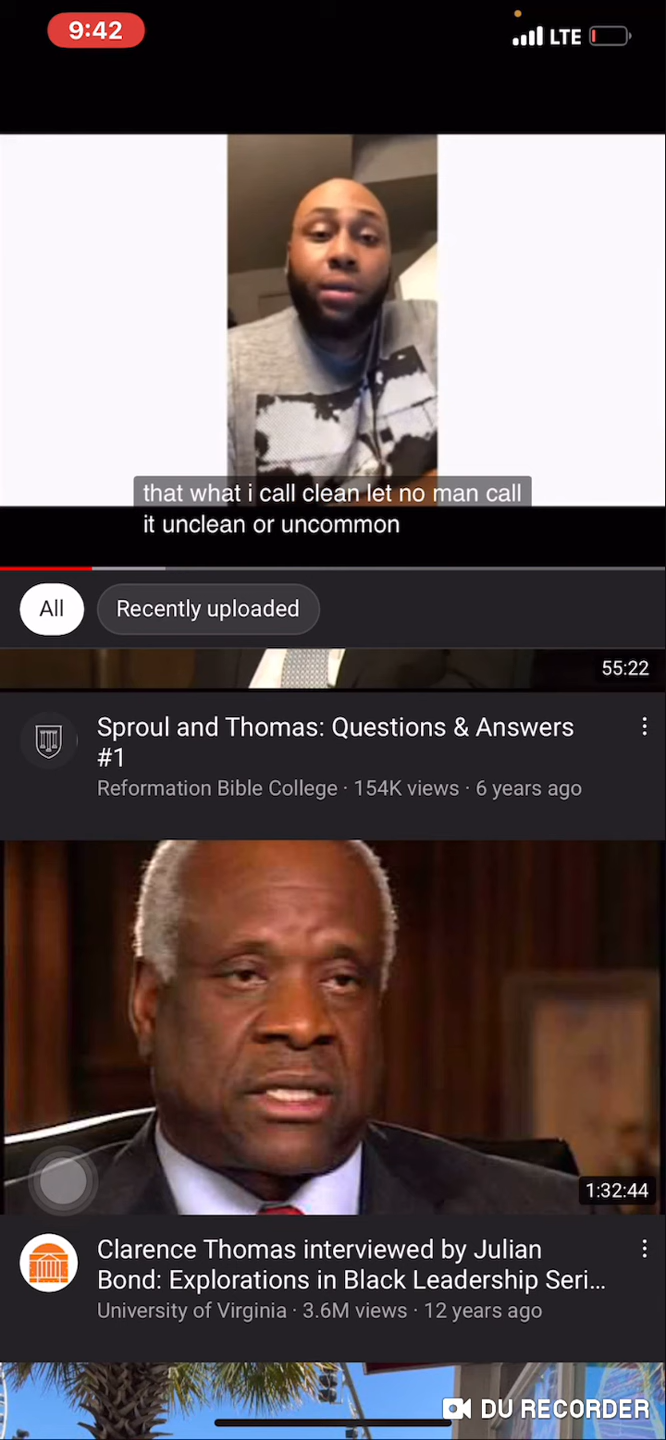 9:42
LTE
that what i call clean let no man call
it unclean or uncommon
All
Recently uploaded
55:22
Sproul and Thomas: Questions & Answers
#1
Reformation Bible College · 154K views · 6 years ago
1:32:44
Clarence Thomas interviewed by Julian
Bond: Explorations in Black Leadership Seri...
University of Virginia · 3.6M views · 12 years ago
DU RECORDER